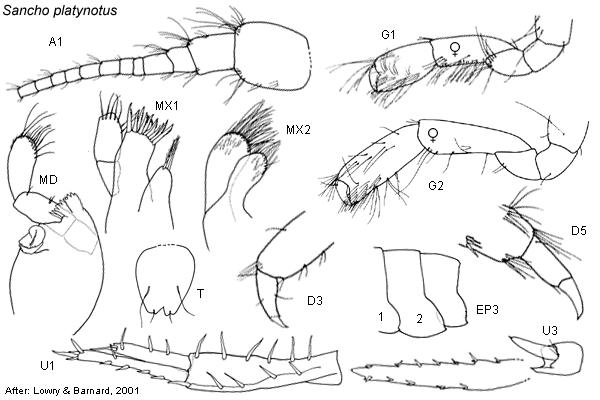 Sancho platynotus
A1
G1
♀
MX1
MX2
♀
MD
G2
D5
T
D3
1
2
EP3
U3
U1
After: Lowry & Barnard, 2001